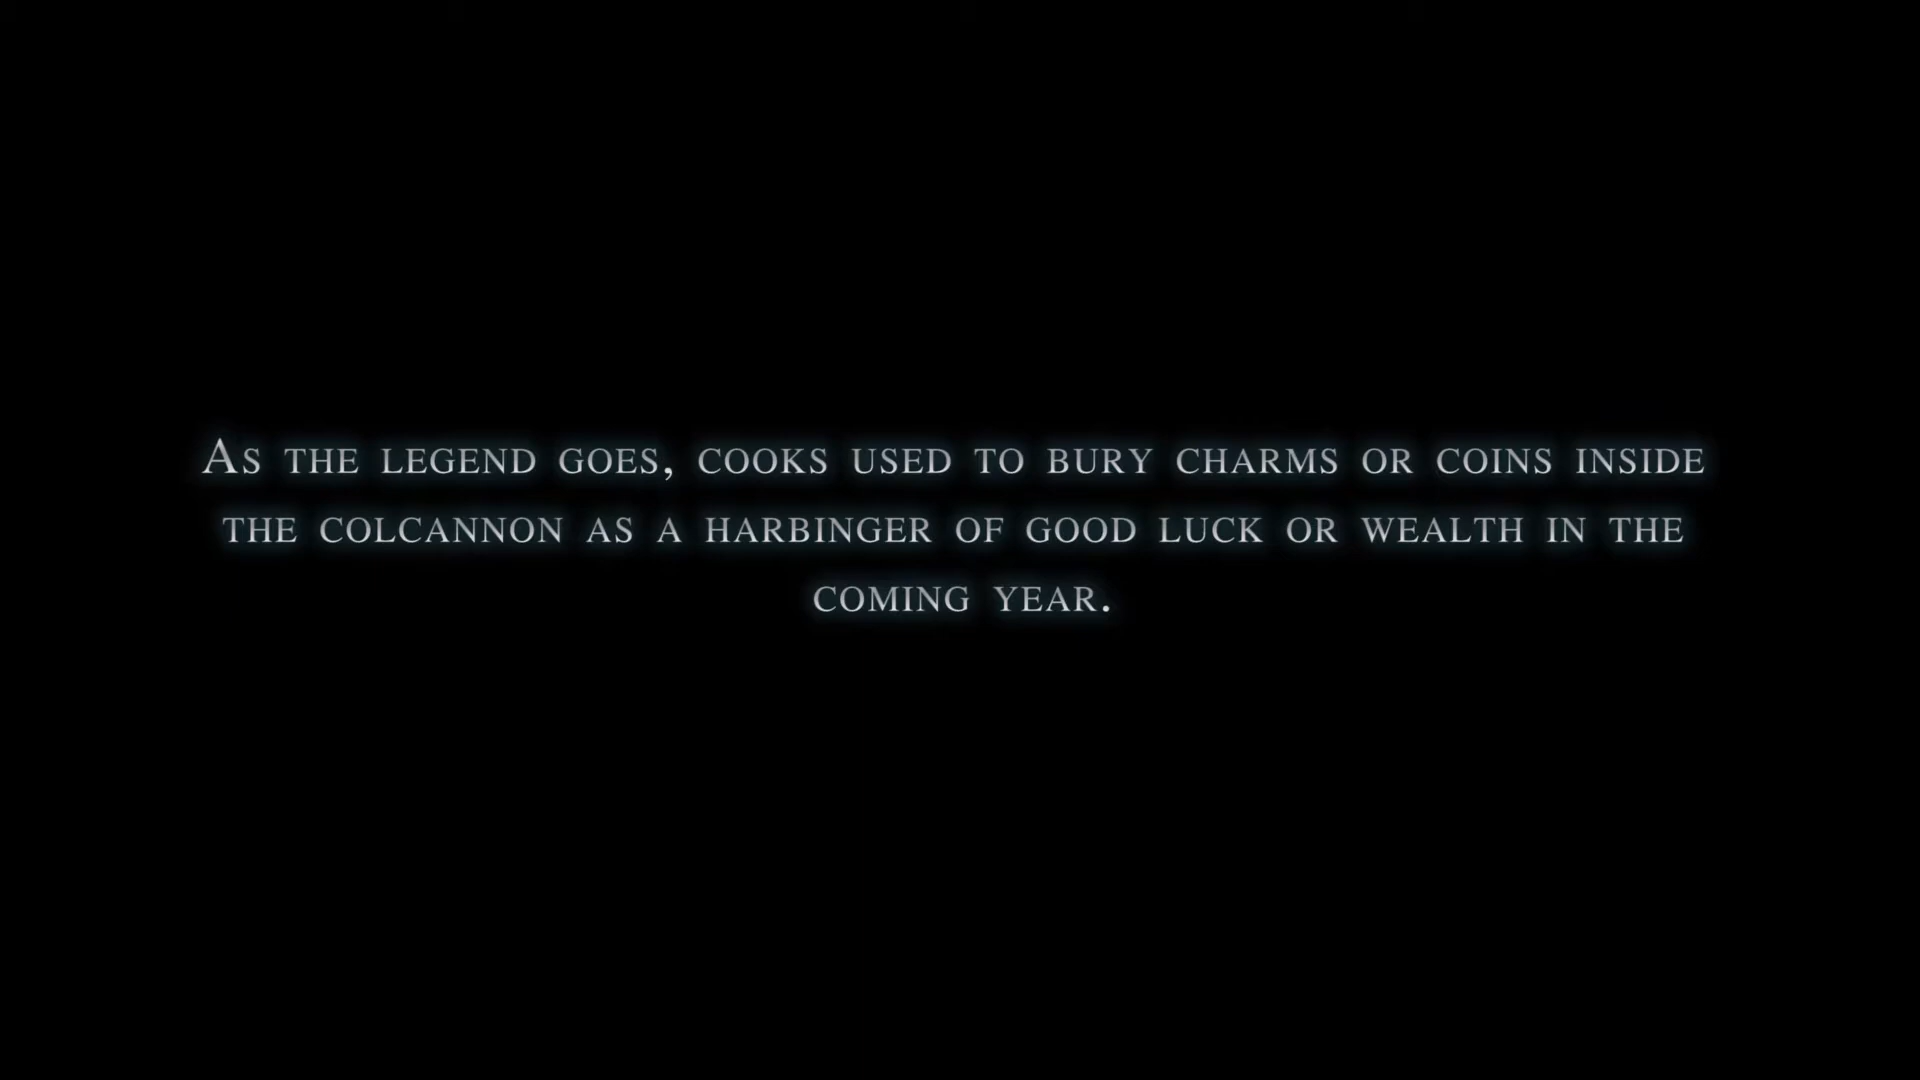 As the legend goes, cooks used to bury charms or coins inside
the colcannon as a harbinger of good luck or wealth in the
coming year.